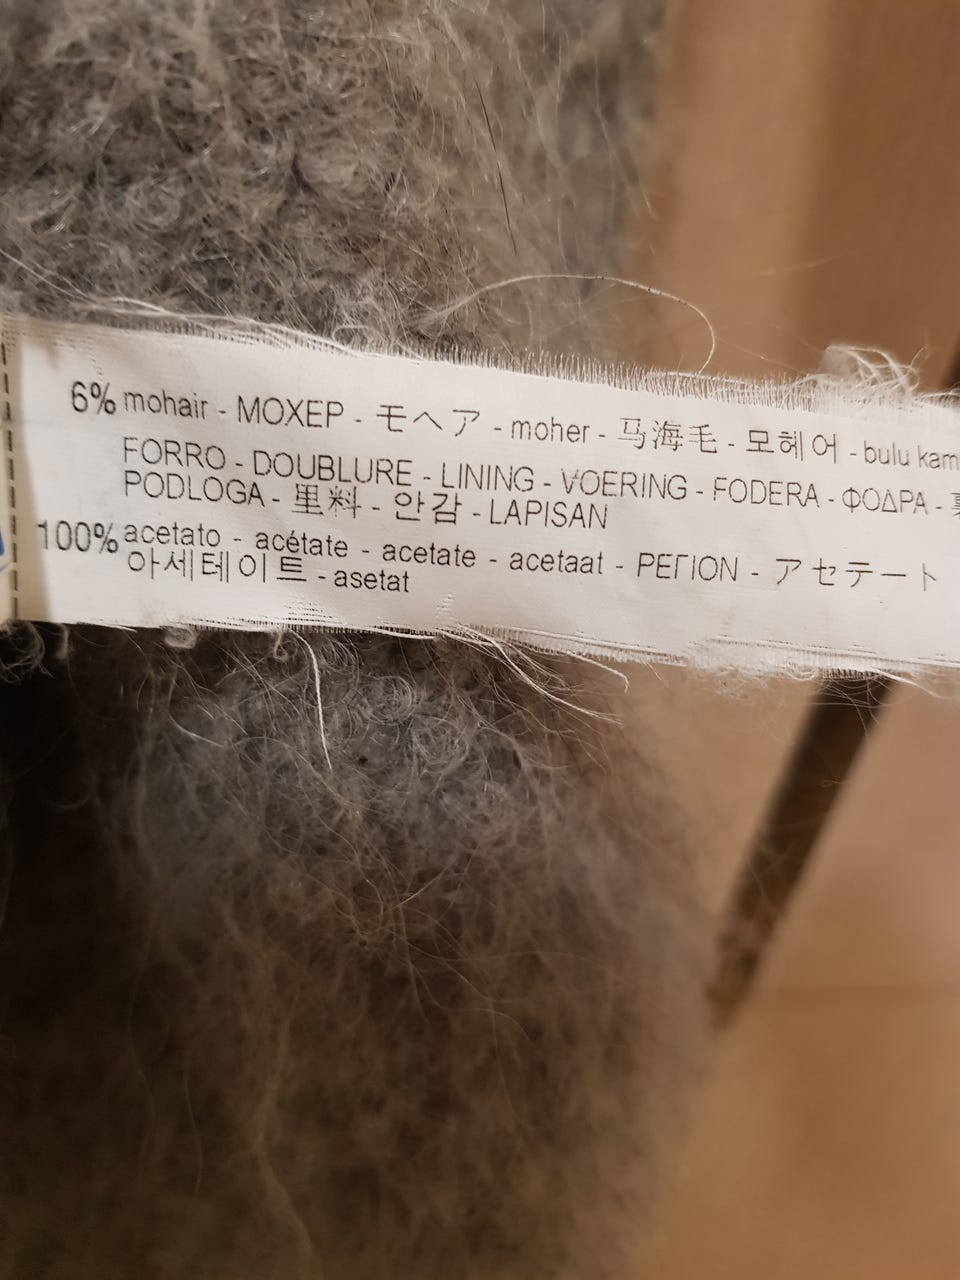 6% mohair - MOXEP - モヘア - moher - 马海毛 - 모헤어 - bulu kam
FORRO - DOUBLURE - LINING - VOERING - FODERA - ΦΟΔΡΑ -
PODLOGA - 里料 - 안감 - LAPISAN
100% acetato - acétate - acetate - acetaat - ΡΕΓΙΟΝ - アセテート
아세테이트 - asetat